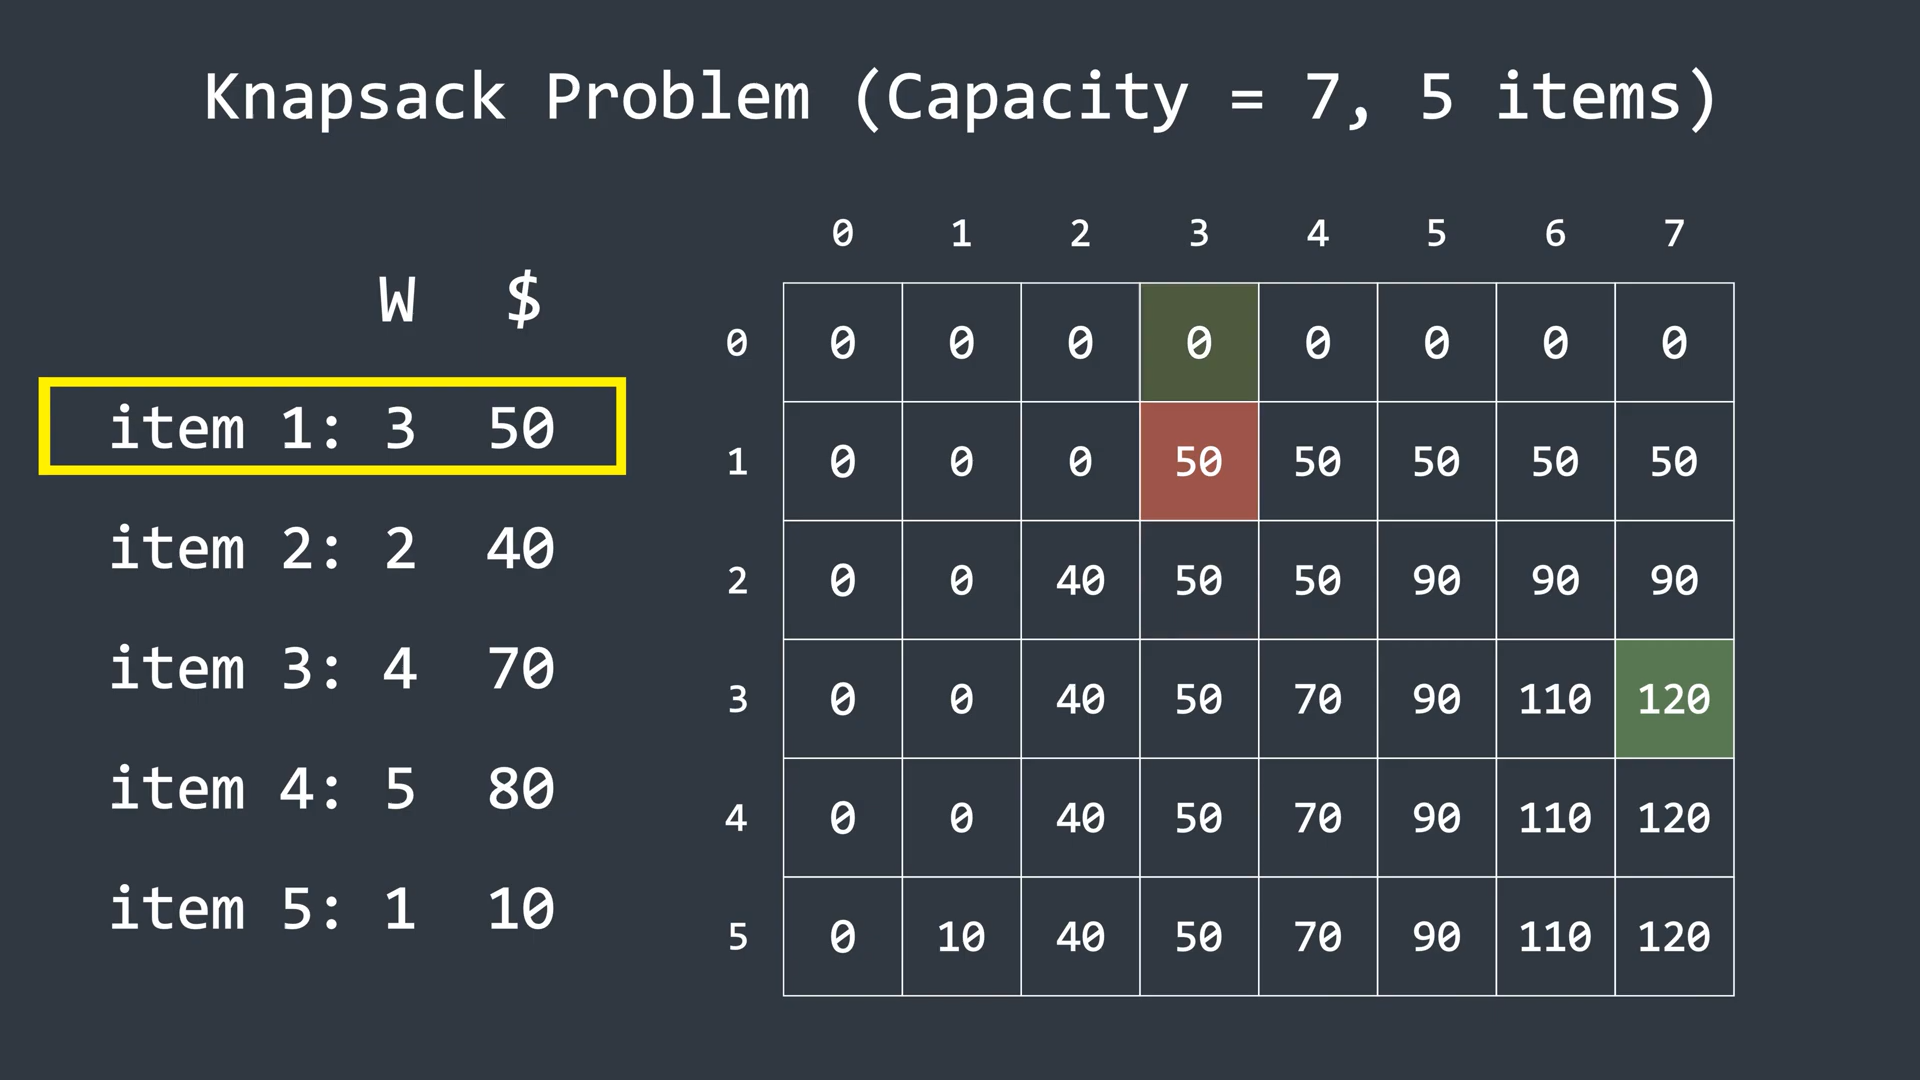 Knapsack Problem (Capacity = 7, 5 items)
W $
item 1: 3 50
item 2: 2 40
item 3: 4 70
item 4: 5 80
item 5: 1 10
0 1 2 3 4 5 6 7
0 0 0 0 0 0 0 0 0
1 0 0 0 50 50 50 50 50
2 0 0 40 50 50 90 90 90
3 0 0 40 50 70 90 110 120
4 0 0 40 50 70 90 110 120
5 0 10 40 50 70 90 110 120